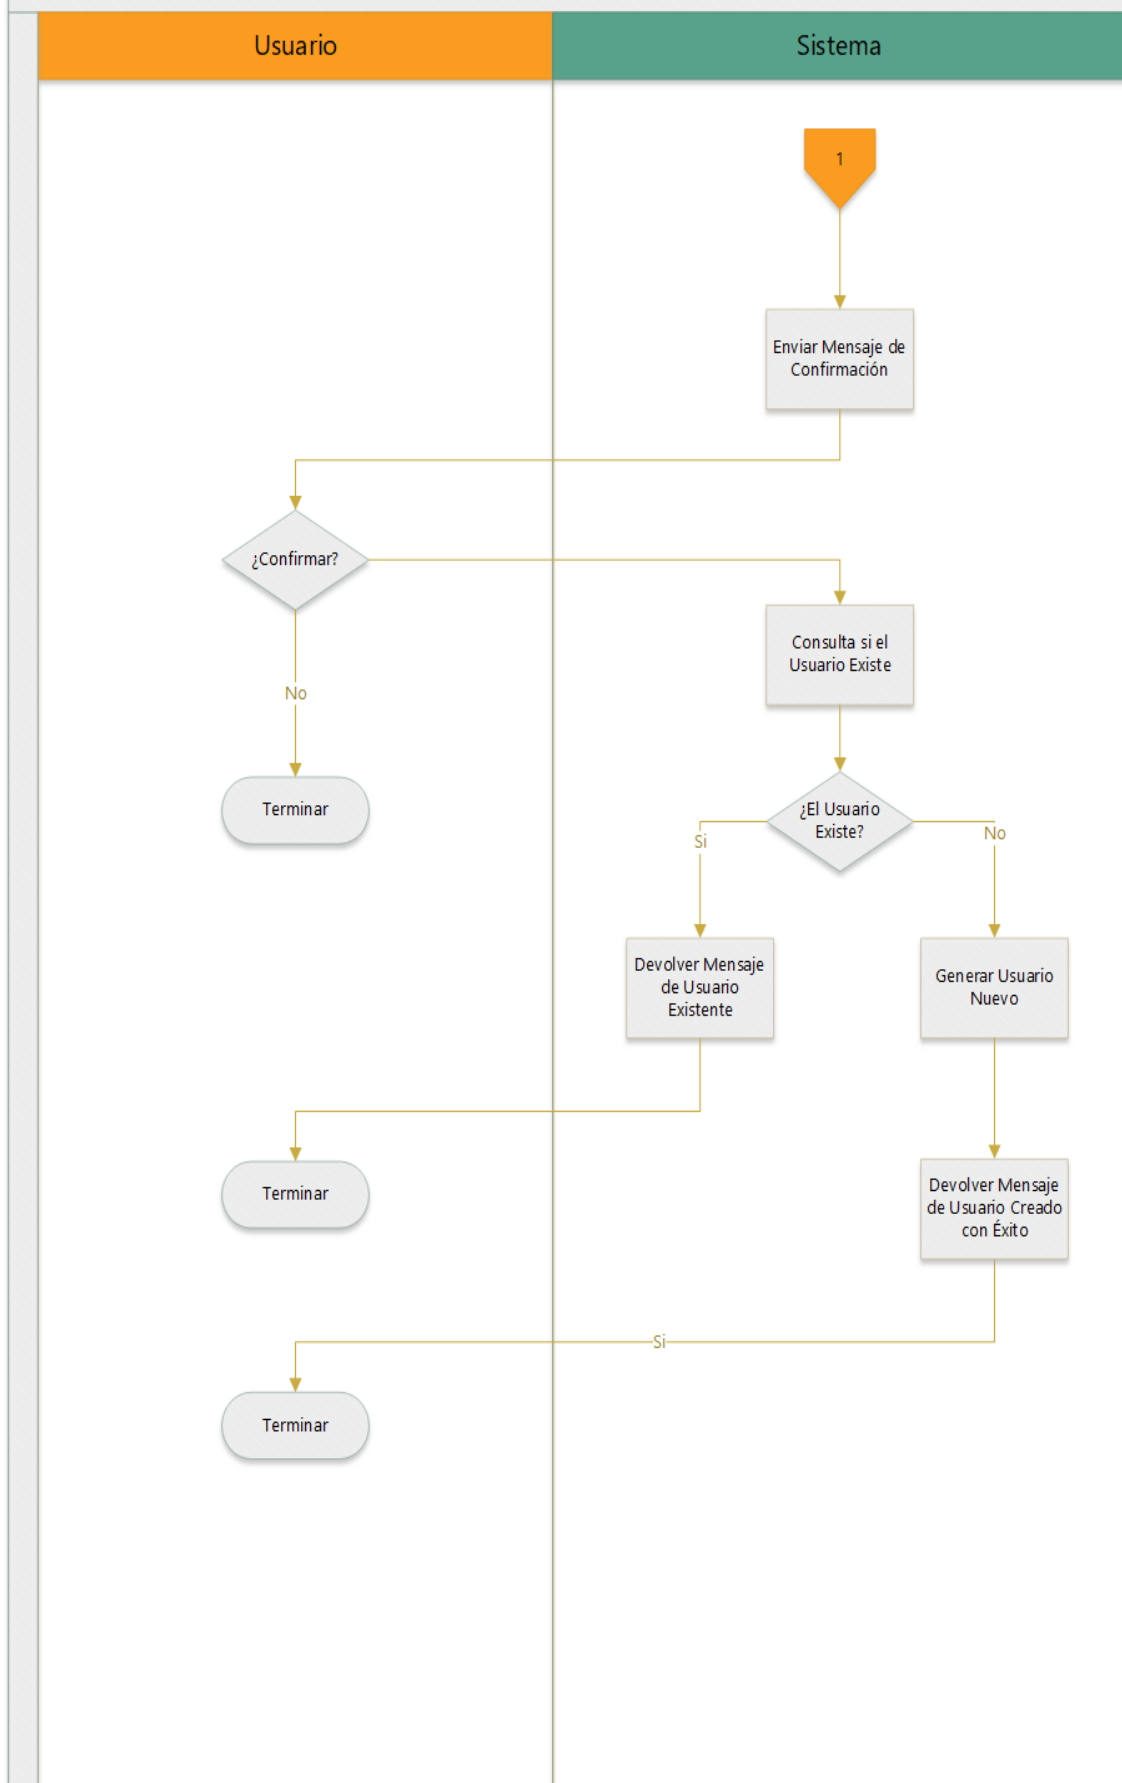 Usuario
Sistema
1
Enviar Mensaje de
Confirmación
¿Confirmar?
Consulta si el
Usuario Existe
No
Terminar
¿El Usuario
Existe?
Si
No
Devolver Mensaje
de Usuario
Existente
Generar Usuario
Nuevo
Terminar
Devolver Mensaje
de Usuario Creado
con Éxito
Si
Terminar